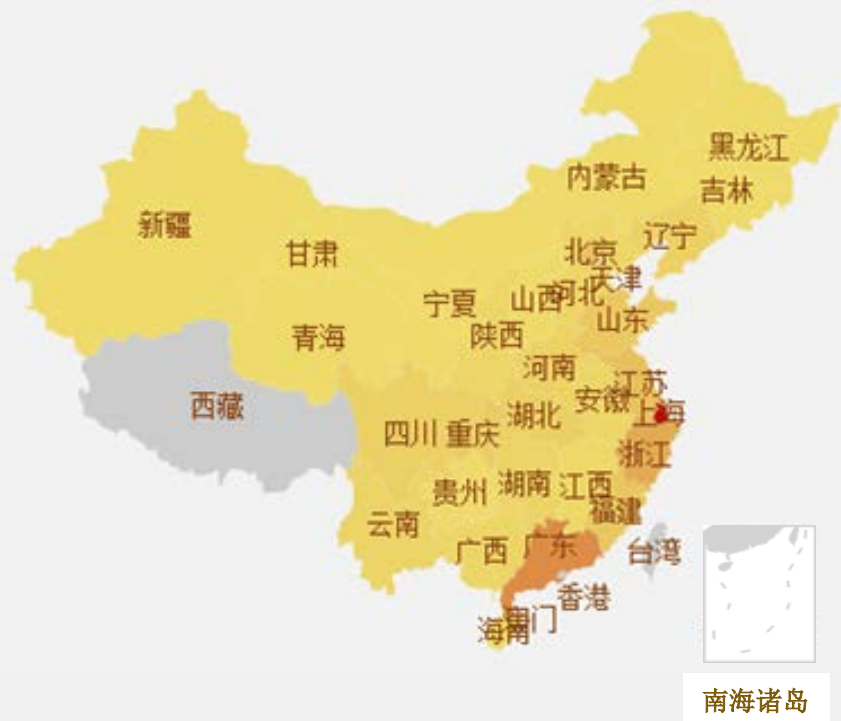 黑龙江
内蒙古
吉林
新疆
辽宁
北京
甘肃
天津
河北
山西
宁夏
山东
陕西
青海
河南
江苏
安徽
西藏
上海
湖北
四川
重庆
浙江
湖南
江西
贵州
福建
云南
广东
广西
台湾
香港
澳门
海南
南海诸岛